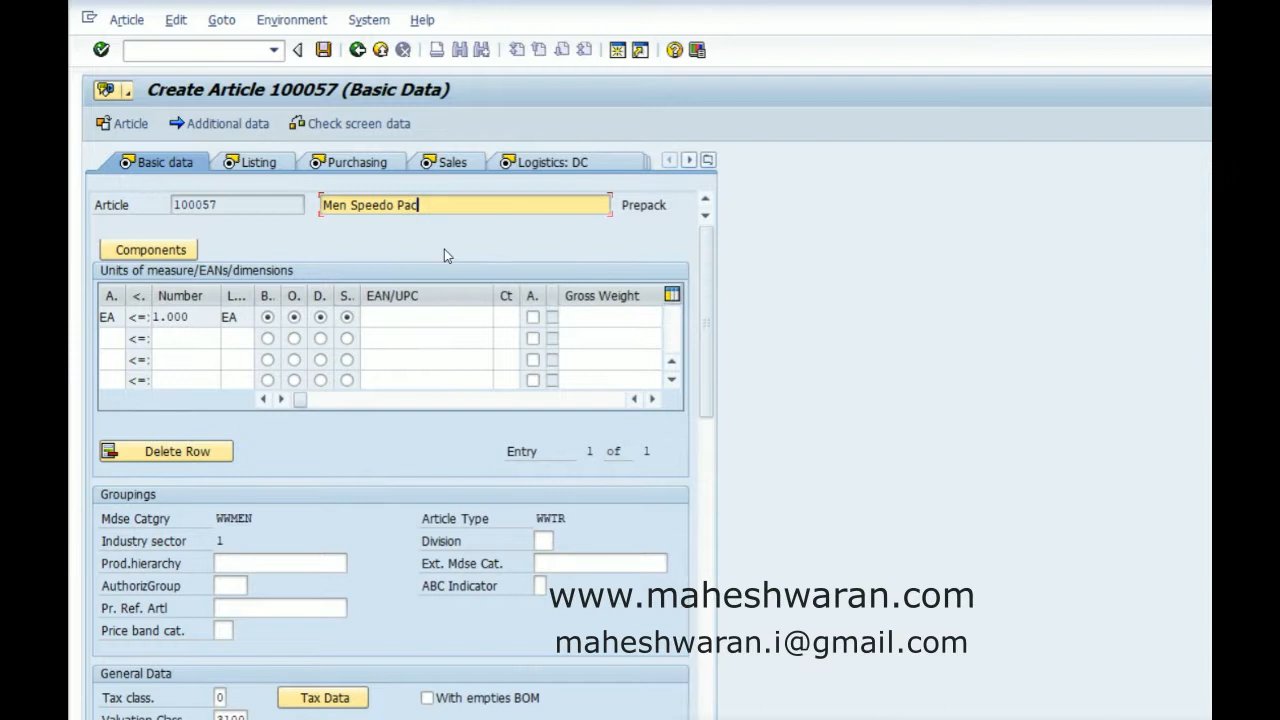 Article Edit Goto Environment System Help
Create Article 100057 (Basic Data)
Article Additional data Check screen data
Basic data Listing Purchasing Sales Logistics: DC
Article 100057 Men Speedo Pac Prepack
Components
Units of measure/EANs/dimensions
A. <. Number L... B.. O. D. S.. EAN/UPC Ct A. Gross Weight
EA <=: 1.000 EA
<=:
<=:
<=:
Delete Row Entry 1 of 1
Groupings
Mdse Catgry WWMEN Article Type WWTR
Industry sector 1 Division
Prod.hierarchy Ext. Mdse Cat.
AuthorizGroup ABC Indicator
www.maheshwaran.com
Pr. Ref. Artl
Price band cat.
maheshwaran.i@gmail.com
General Data
Tax class. 0 Tax Data With empties BOM
Valuation Class 3100